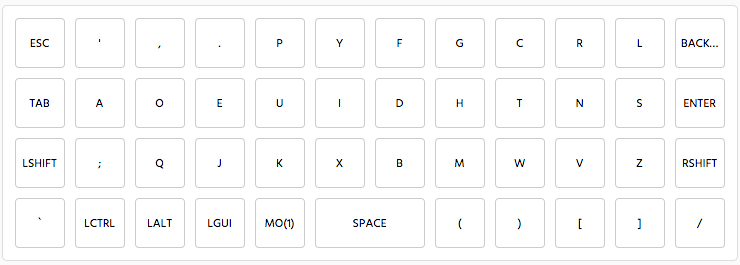 ESC ' , . P Y F G C R L BACK...
TAB A O E U I D H T N S ENTER
LSHIFT ; Q J K X B M W V Z RSHIFT
` LCTRL LALT LGUI MO(1) SPACE ( ) [ ] /